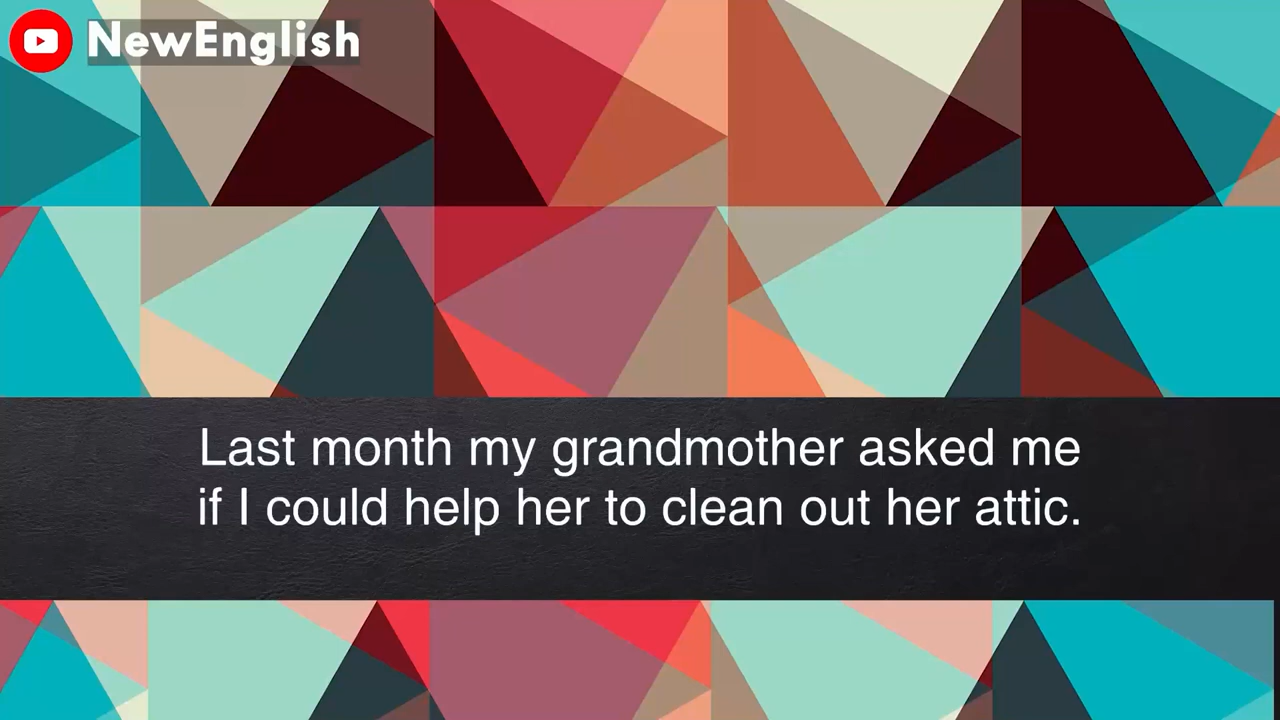 NewEnglish
Last month my grandmother asked me
if I could help her to clean out her attic.